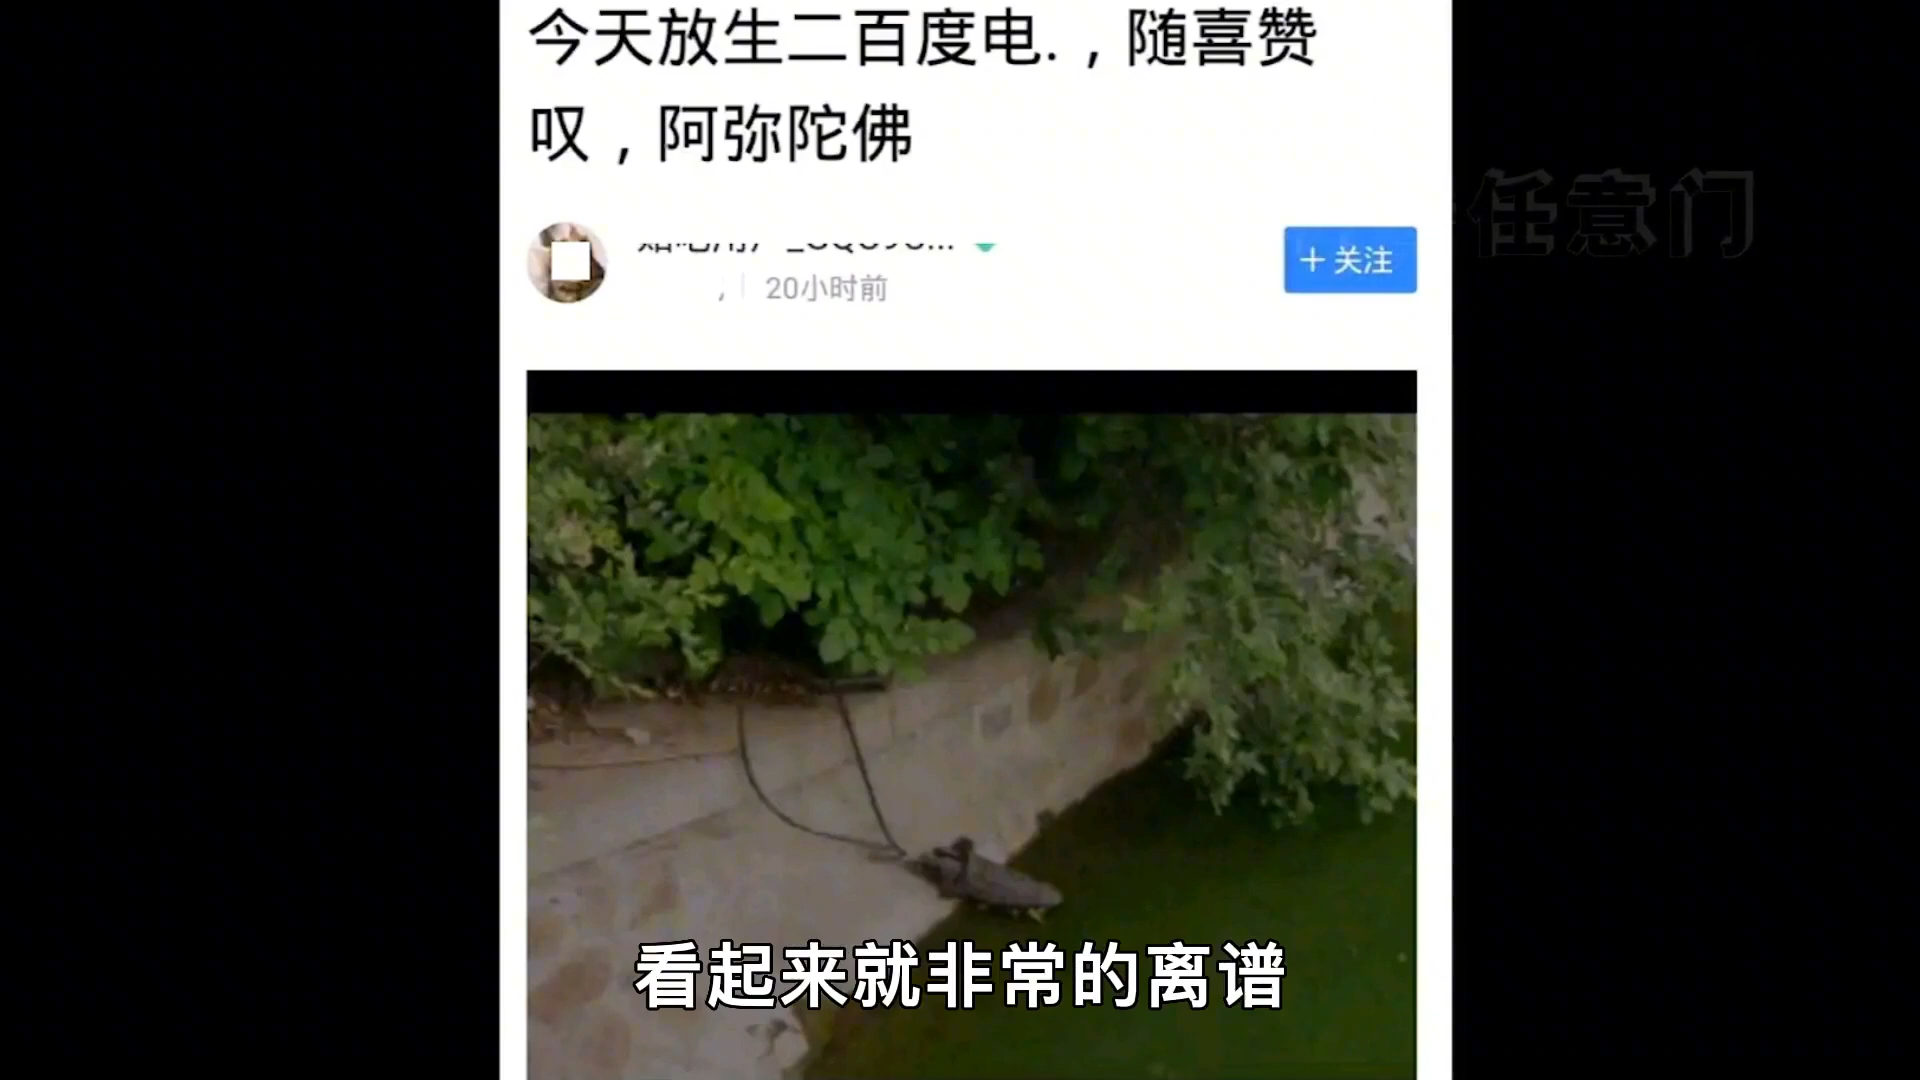 今天放生二百度电.，随喜赞
叹，阿弥陀佛
任意门
20小时前
+关注
看起来就非常的离谱